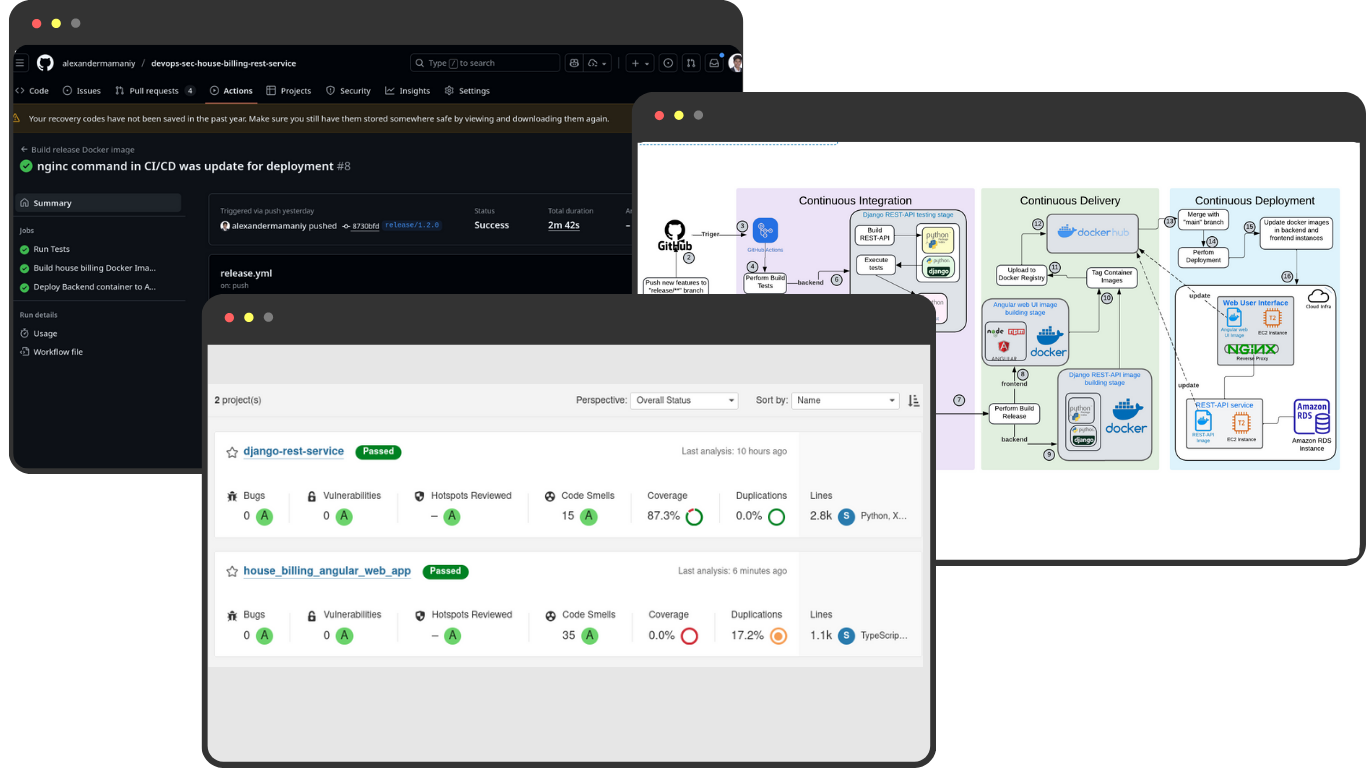 alexandermamaniy / devops-sec-house-billing-rest-service
Type / to search
Code
Issues
Pull requests 4
Actions
Projects
Security
Insights
Settings
Your recovery codes have not been saved in the past year. Make sure you still have them stored somewhere safe by viewing and downloading them again.
Build release Docker image
nginc command in CI/CD was update for deployment #8
Summary
Jobs
Run Tests
Build house billing Docker Ima...
Deploy Backend container to A...
Run details
Usage
Workflow file
Triggered via push yesterday
alexandermamaniy pushed 8730bfd release/1.2.0
Status
Success
Total duration
2m 42s
release.yml
on: push
Continuous Integration
GitHub
2
Triger
3
GitHub Actions
Push new features to
"release/**" branch
4
Perform Build
Tests
backend
6
Django REST-API testing stage
Build
REST-API
python
Execute
tests
python
django
7
Continuous Delivery
12
dockerhub
11
Upload to
Docker Registry
Tag Container
Images
10
Angular web UI image
building stage
node
ANGULAR
docker
8
frontend
Perform Build
Release
backend
9
Django REST-API image
building stage
python
python
django
docker
Continuous Deployment
13
Merge with
"main" branch
14
Perfom
Deployment
15
Update docker images
in backend and
frontend instances
16
Cloud Infra
update
Web User Interface
Angular web
UI Image
T2
EC2 instance
NGINX
Reverse Proxy
update
REST-API service
REST-API
Image
T2
EC2 instance
Amazon
RDS
Amazon RDS
Instance
2 project(s)
Perspective: Overall Status
Sort by: Name
django-rest-service Passed
Last analysis: 10 hours ago
Bugs
Vulnerabilities
Hotspots Reviewed
Code Smells
Coverage
Duplications
Lines
0 A
0 A
– A
15 A
87.3%
0.0%
2.8k S Python, X...
house_billing_angular_web_app Passed
Last analysis: 6 minutes ago
Bugs
Vulnerabilities
Hotspots Reviewed
Code Smells
Coverage
Duplications
Lines
0 A
0 A
– A
35 A
0.0%
17.2%
1.1k S TypeScrip...